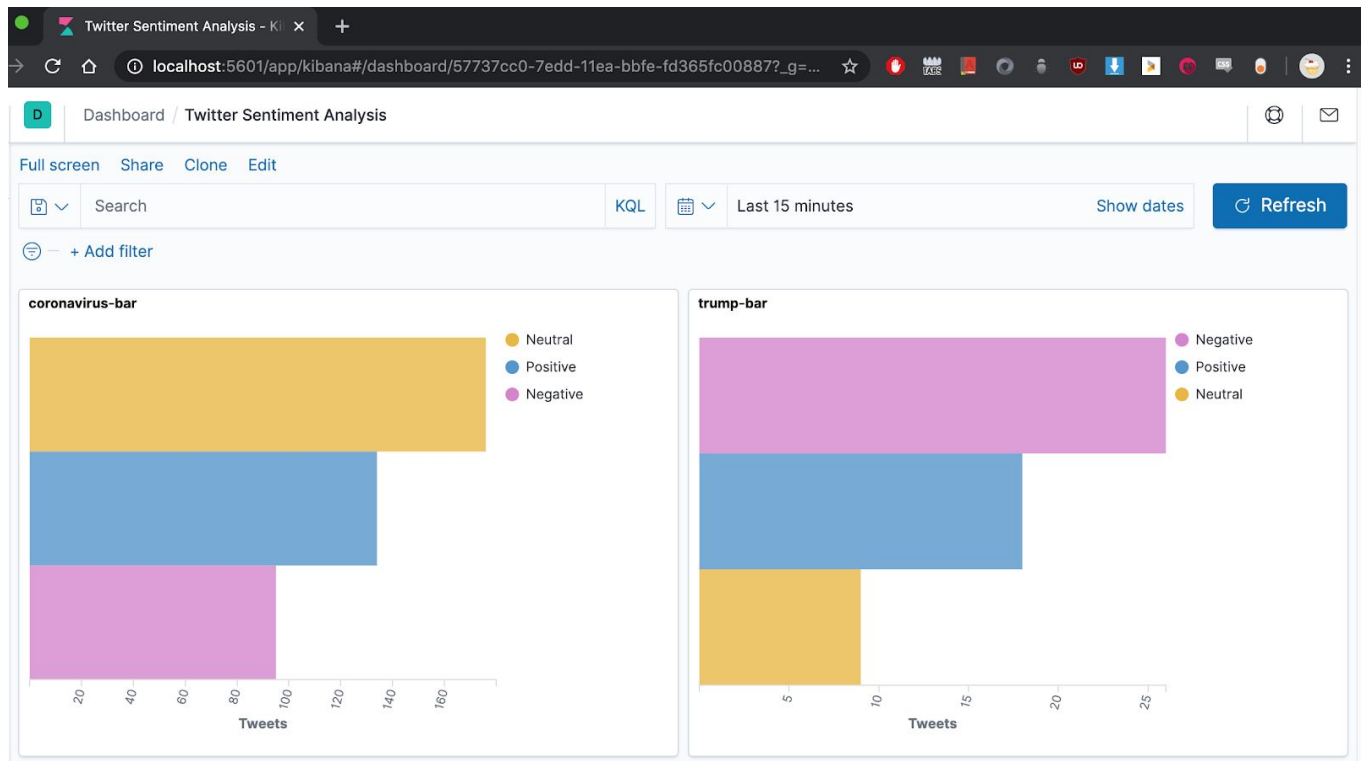 Twitter Sentiment Analysis - Ki
localhost:5601/app/kibana#/dashboard/57737cc0-7edd-11ea-bbfe-fd365fc00887?_g=...
TABS
CSS
D Dashboard / Twitter Sentiment Analysis
Full screen Share Clone Edit
Search KQL Last 15 minutes Show dates Refresh
+ Add filter
coronavirus-bar
Neutral
Positive
Negative
20 40 60 80 100 120 140 160
Tweets
trump-bar
Negative
Positive
Neutral
5 10 15 20 25
Tweets